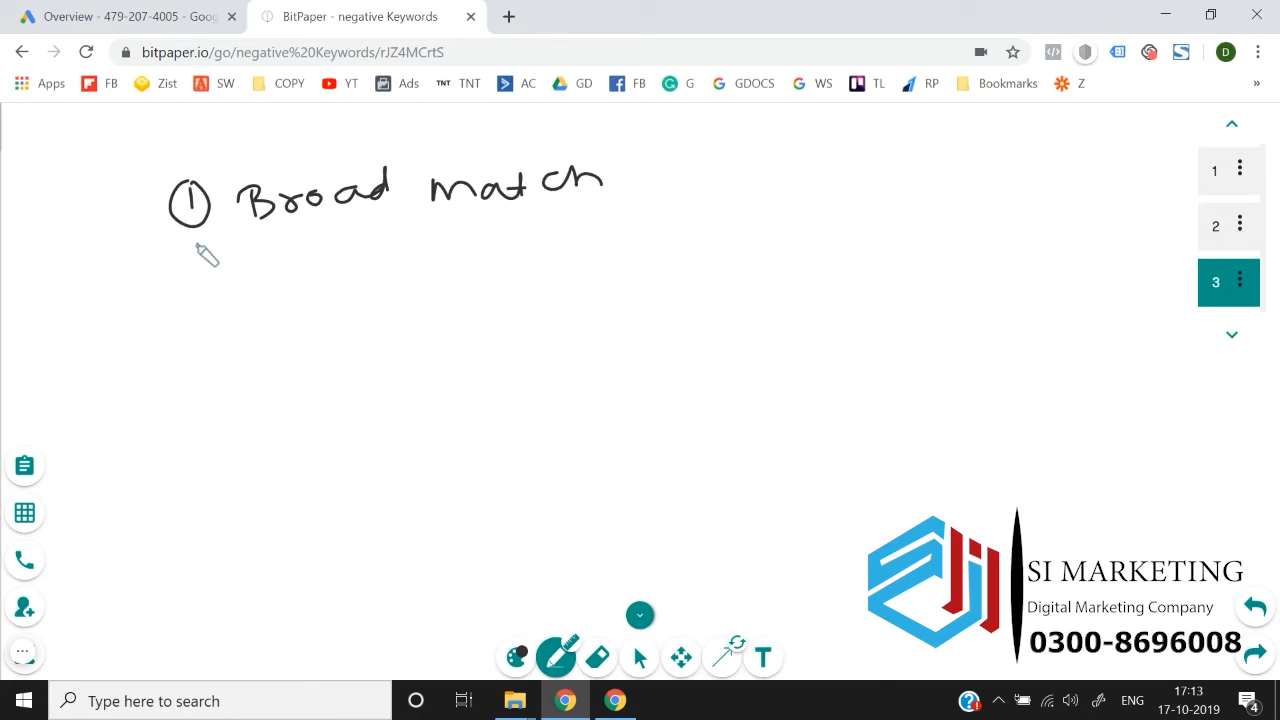 Overview - 479-207-4005 - Goog
BitPaper - negative Keywords
bitpaper.io/go/negative%20Keywords/rJZ4MCrtS
D
Apps FB Zist SW COPY YT Ads TNT TNT AC GD FB G GDOCS WS TL RP Bookmarks Z »
① Broad match
1
2
3
SI MARKETING
Digital Marketing Company
0300-8696008
T
Type here to search
ENG
17:13
17-10-2019
4